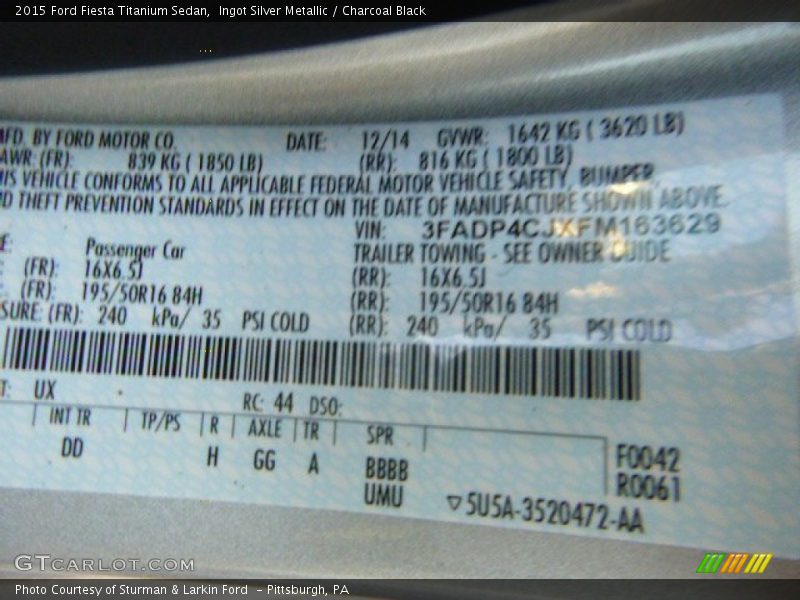 2015 Ford Fiesta Titanium Sedan,  Ingot Silver Metallic / Charcoal Black
MFD. BY FORD MOTOR CO. DATE: 12/14 GVWR: 1642 KG ( 3620 LB)
GAWR: (FR): 839 KG ( 1850 LB) (RR): 816 KG ( 1800 LB)
THIS VEHICLE CONFORMS TO ALL APPLICABLE FEDERAL MOTOR VEHICLE SAFETY, BUMPER,
AND THEFT PREVENTION STANDARDS IN EFFECT ON THE DATE OF MANUFACTURE SHOWN ABOVE.
VIN: 3FADP4CJXFM163629
E: Passenger Car TRAILER TOWING - SEE OWNER GUIDE
(FR): 16X6.5J (RR): 16X6.5J
(FR): 195/50R16 84H (RR): 195/50R16 84H
SURE: (FR): 240 kPa/ 35 PSI COLD (RR): 240 kPa/ 35 PSI COLD
T: UX RC: 44 DSO:
INT TR TP/PS R AXLE TR SPR F0042
DD H GG A BBBB R0061
UMU ▽5U5A-3520472-AA
GTCARLOT.COM
Photo Courtesy of Sturman & Larkin Ford  - Pittsburgh, PA